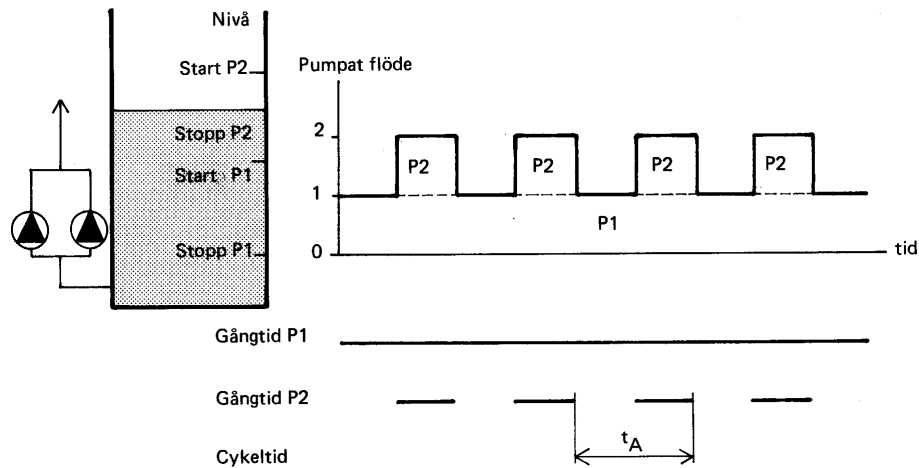 Nivå
Start P2
Stopp P2
Start P1
Stopp P1
Pumpat flöde
2
1
0
P2
P2
P2
P2
P1
tid
Gångtid P1
Gångtid P2
Cykeltid
tA